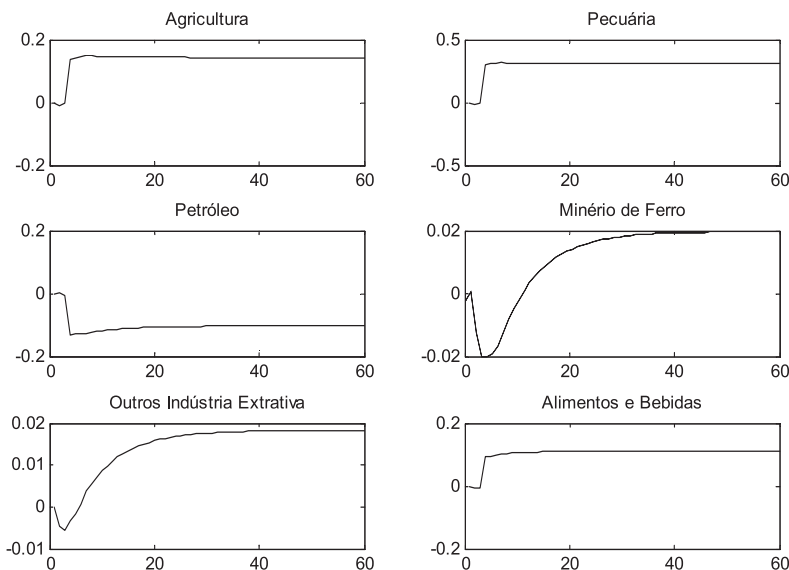 Agricultura
0.2
0
-0.2
0 20 40 60
Pecuária
0.5
0
-0.5
0 20 40 60
Petróleo
0.2
0
-0.2
0 20 40 60
Minério de Ferro
0.02
0
-0.02
0 20 40 60
Outros Indústria Extrativa
0.02
0.01
0
-0.01
0 20 40 60
Alimentos e Bebidas
0.2
0
-0.2
0 20 40 60